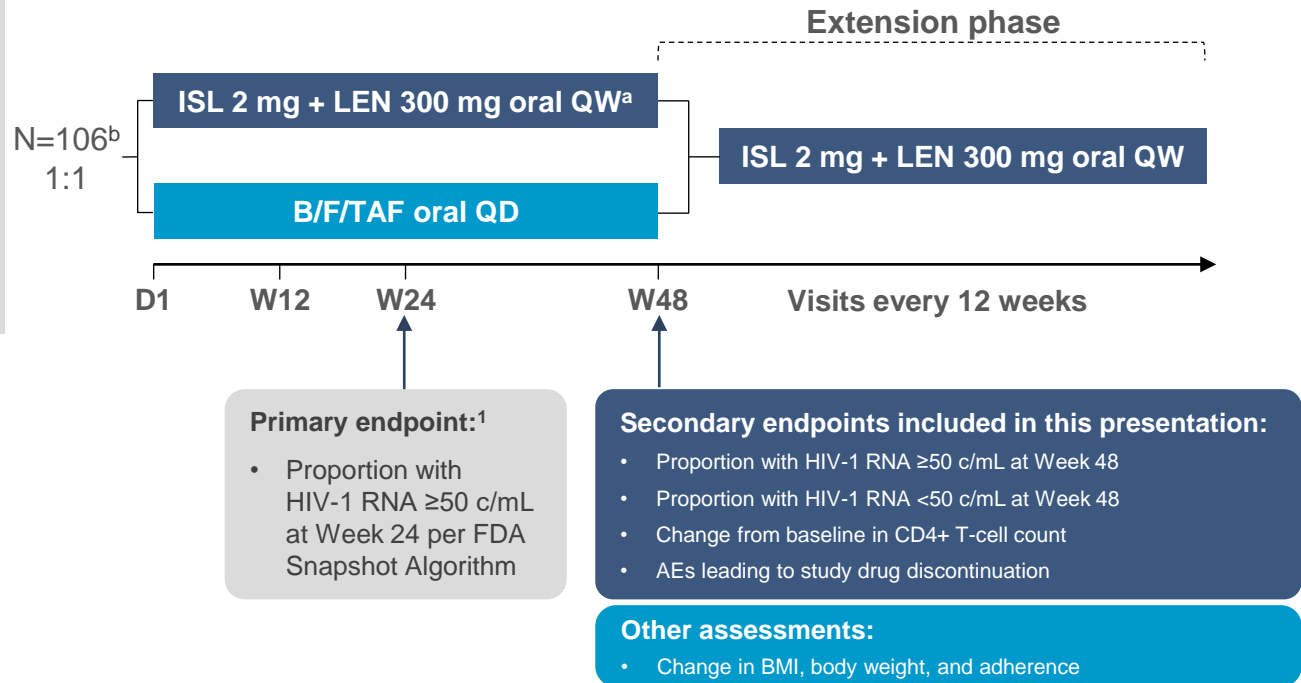 Extension phase
ISL 2 mg + LEN 300 mg oral QWᵃ
N=106ᵇ
1:1
ISL 2 mg + LEN 300 mg oral QW
B/F/TAF oral QD
D1 W12 W24 W48 Visits every 12 weeks
Primary endpoint:¹
• Proportion with
HIV-1 RNA ≥50 c/mL
at Week 24 per FDA
Snapshot Algorithm
Secondary endpoints included in this presentation:
• Proportion with HIV-1 RNA ≥50 c/mL at Week 48
• Proportion with HIV-1 RNA <50 c/mL at Week 48
• Change from baseline in CD4+ T-cell count
• AEs leading to study drug discontinuation
Other assessments:
• Change in BMI, body weight, and adherence